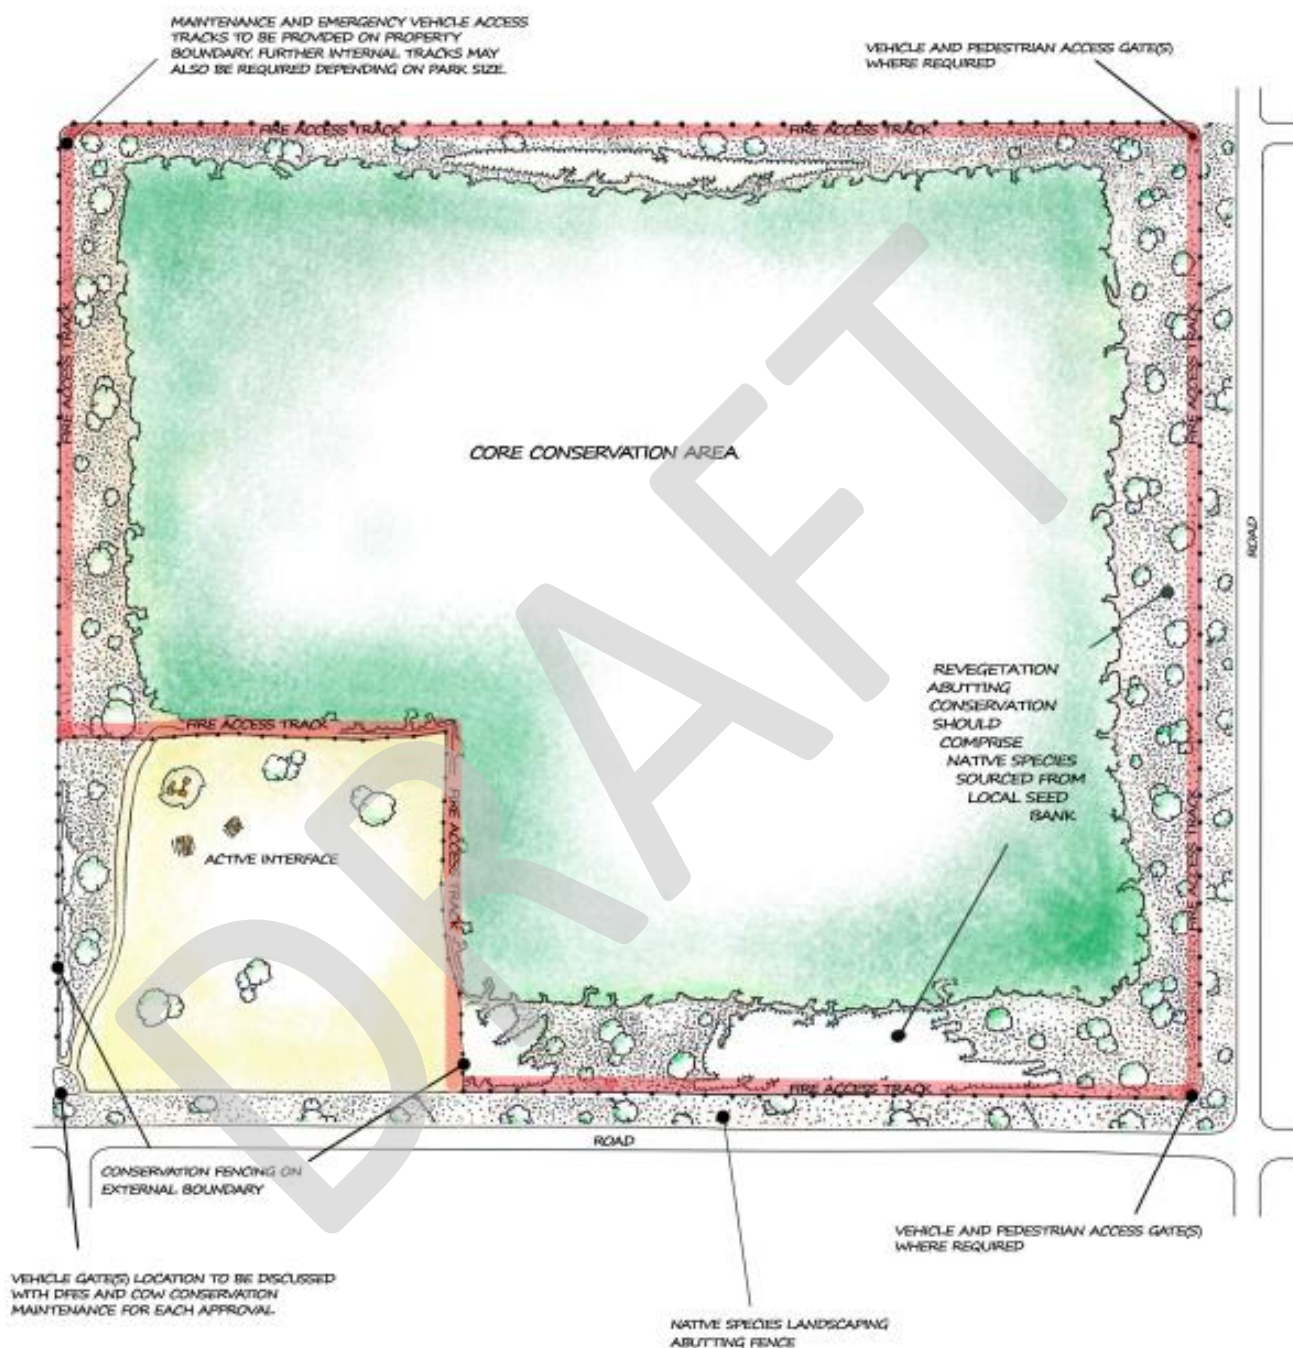 MAINTENANCE AND EMERGENCY VEHICLE ACCESS
TRACKS TO BE PROVIDED ON PROPERTY
BOUNDARY. FURTHER INTERNAL TRACKS MAY
ALSO BE REQUIRED DEPENDING ON PARK SIZE.
VEHICLE AND PEDESTRIAN ACCESS GATE(S)
WHERE REQUIRED
FIRE ACCESS TRACK
FIRE ACCESS TRACK
FIRE ACCESS TRACK
FIRE ACCESS TRACK
CORE CONSERVATION AREA
ROAD
REVEGETATION
ABUTTING
CONSERVATION
SHOULD
COMPRISE
NATIVE SPECIES
SOURCED FROM
LOCAL SEED
BANK
FIRE ACCESS TRACK
FIRE ACCESS TRACK
FIRE ACCESS TRACK
ACTIVE INTERFACE
FIRE ACCESS TRACK
ROAD
CONSERVATION FENCING ON
EXTERNAL BOUNDARY
VEHICLE AND PEDESTRIAN ACCESS GATE(S)
WHERE REQUIRED
VEHICLE GATE(S) LOCATION TO BE DISCUSSED
WITH DFES AND COW CONSERVATION
MAINTENANCE FOR EACH APPROVAL
NATIVE SPECIES LANDSCAPING
ABUTTING FENCE
DRAFT